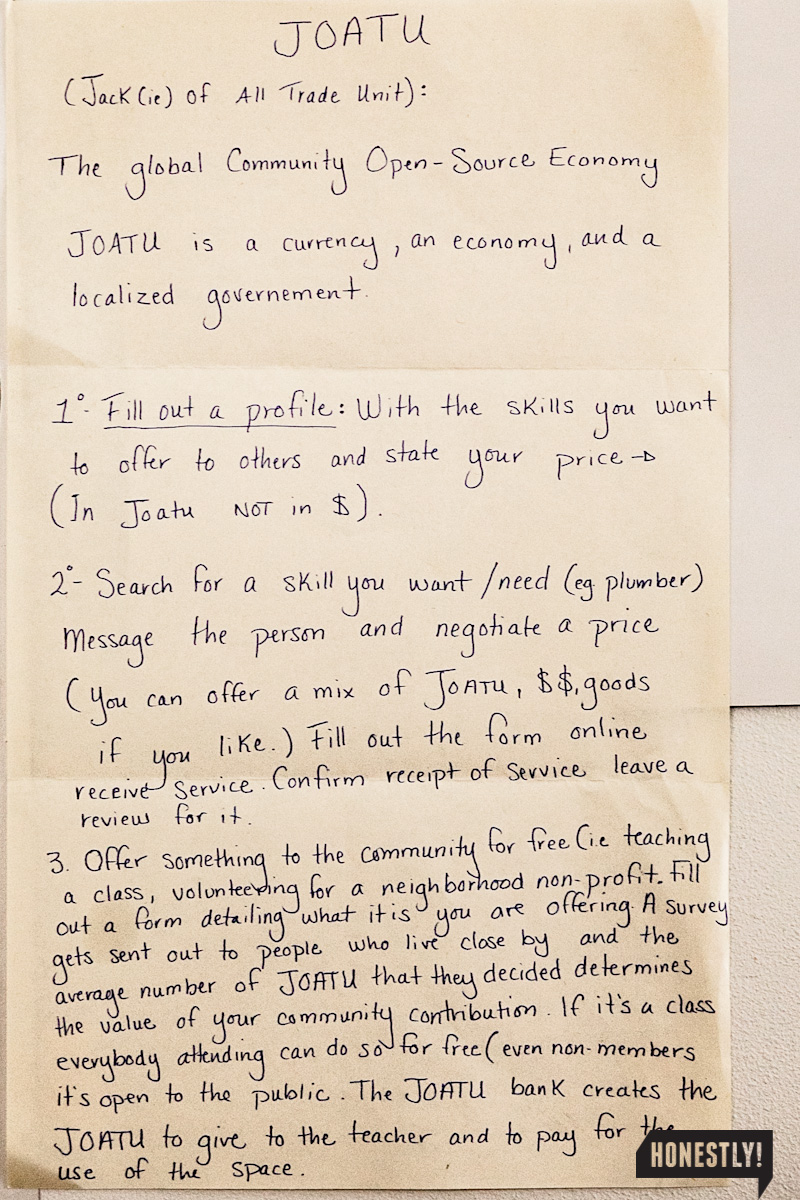 JOATU
(Jack(ie) of All Trade Unit):
The global Community Open-Source Economy
JOATU is a currency, an economy, and a
localized governement.
1°- Fill out a profile: With the skills you want
to offer to others and state your price→
(In Joatu NOT in $).
2°- Search for a skill you want/need (eg. plumber)
Message the person and negotiate a price
(You can offer a mix of JOATU, $$, goods
if you like.) Fill out the form online
receive service. Confirm receipt of service leave a
review for it.
3. Offer something to the community for free (i.e teaching
a class, volunteering for a neighborhood non-profit. Fill
out a form detailing what it is you are offering. A survey
gets sent out to people who live close by and the
average number of JOATU that they decided determines
the value of your community contribution. If it's a class
everybody attending can do so for free (even non-members
it's open to the public. The JOATU bank creates the
JOATU to give to the teacher and to pay for the
use of the space.
HONESTLY!